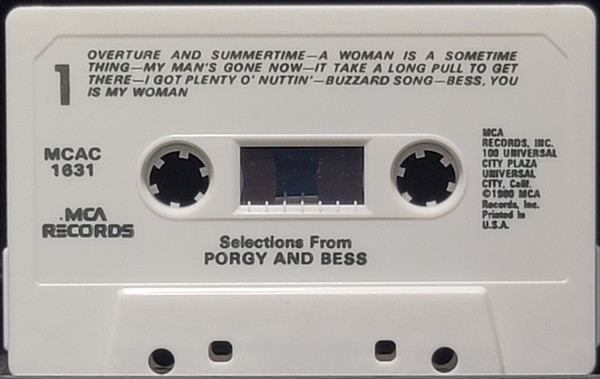 1
OVERTURE AND SUMMERTIME—A WOMAN IS A SOMETIME
THING—MY MAN'S GONE NOW—IT TAKE A LONG PULL TO GET
THERE—I GOT PLENTY O' NUTTIN'—BUZZARD SONG—BESS, YOU
IS MY WOMAN
MCAC
1631
MCA
RECORDS
MCA
RECORDS, INC.
100 UNIVERSAL
CITY PLAZA
UNIVERSAL
CITY, Calif.
©1980 MCA
Records, Inc.
Printed in
U.S.A.
Selections From
PORGY AND BESS